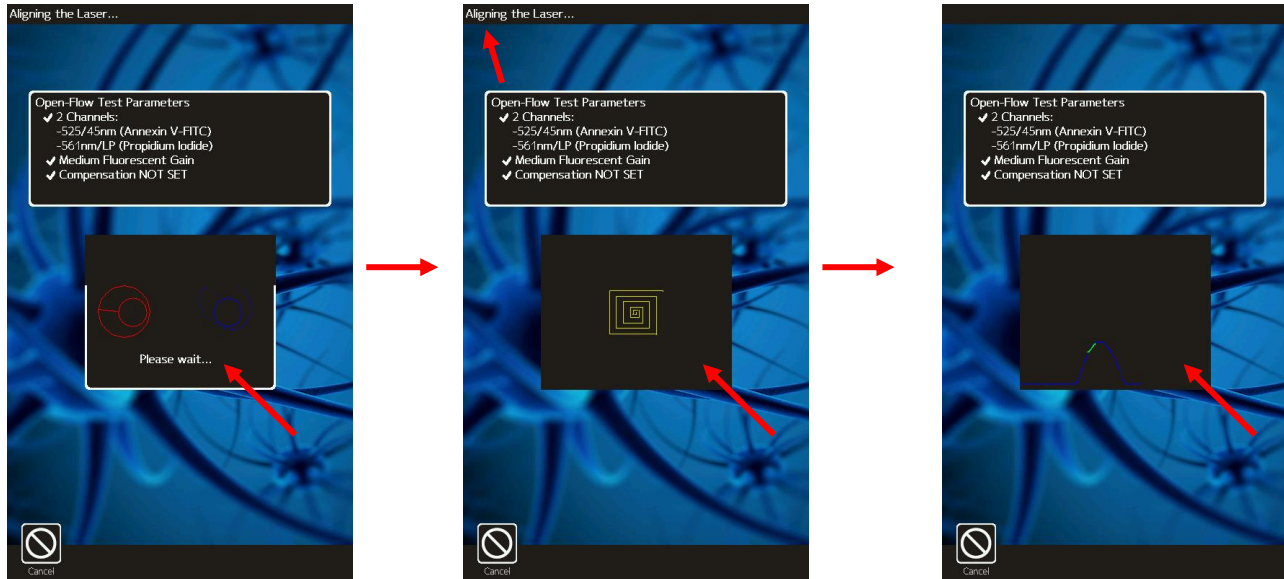 Aligning the Laser...
Open-Flow Test Parameters
✔ 2 Channels:
-525/45nm (Annexin V-FITC)
-561nm/LP (Propidium Iodide)
✔ Medium Fluorescent Gain
✔ Compensation NOT SET
Please wait...
Cancel
Aligning the Laser...
Open-Flow Test Parameters
✔ 2 Channels:
-525/45nm (Annexin V-FITC)
-561nm/LP (Propidium Iodide)
✔ Medium Fluorescent Gain
✔ Compensation NOT SET
Cancel
Open-Flow Test Parameters
✔ 2 Channels:
-525/45nm (Annexin V-FITC)
-561nm/LP (Propidium Iodide)
✔ Medium Fluorescent Gain
✔ Compensation NOT SET
Cancel